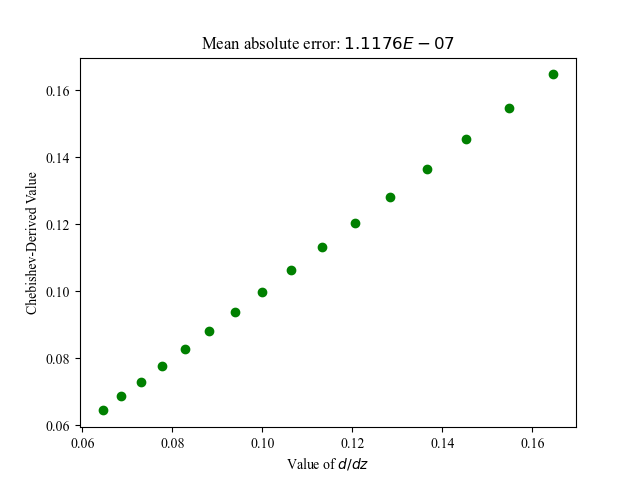 Mean absolute error: 1.1176E − 07
0.16
0.14
0.12
0.10
0.08
0.06
Chebishev-Derived Value
0.06 0.08 0.10 0.12 0.14 0.16
Value of d/dz